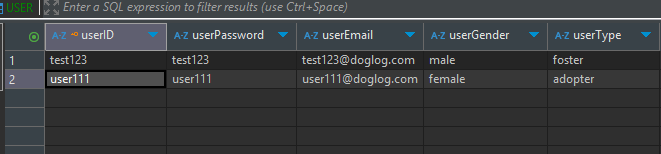 USER Enter a SQL expression to filter results (use Ctrl+Space)
A-Z userID A-Z userPassword A-Z userEmail A-Z userGender A-Z userType
1 test123 test123 test123@doglog.com male foster
2 user111 user111 user111@doglog.com female adopter